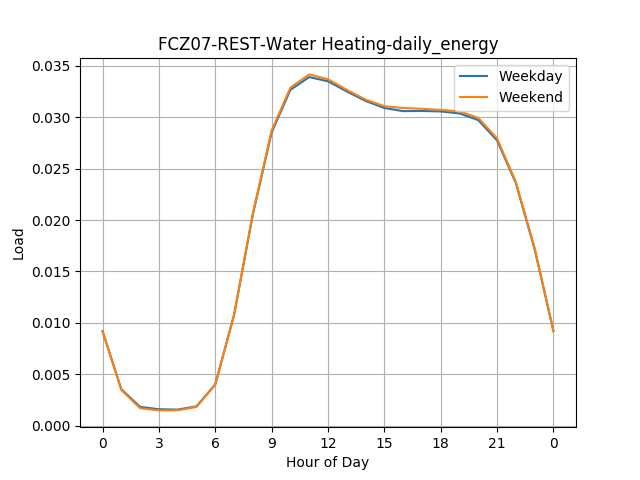 FCZ07-REST-Water Heating-daily_energy
Weekday
Weekend
Load
0.035
0.030
0.025
0.020
0.015
0.010
0.005
0.000
0 3 6 9 12 15 18 21 0
Hour of Day